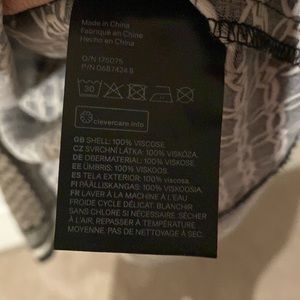 Made in China
Fabriqué en Chine
Hecho en China
O/N 175075
P/N 0687424 8
30
clevercare.info
GB SHELL: 100% VISCOSE
CZ SVRCHNÍ LÁTKA: 100% VISKÓZA
DE OBERMATERIAL: 100% VISKOSE
EE ÜMBRIS: 100% VISKOOS.
ES TELA EXTERIOR: 100% viscosa.
FI PÄÄLLISKANGAS: 100% VISKOOSI
FR LAVER À LA MACHINE À L'EAU
FROIDE CYCLE DÉLICAT. BLANCHIR
SANS CHLORE SI NÉCESSAIRE. SÉCHER
À L'AIR. REPASSER À TEMPÉRATURE
MOYENNE. PAS DE NETTOYAGE À SEC.